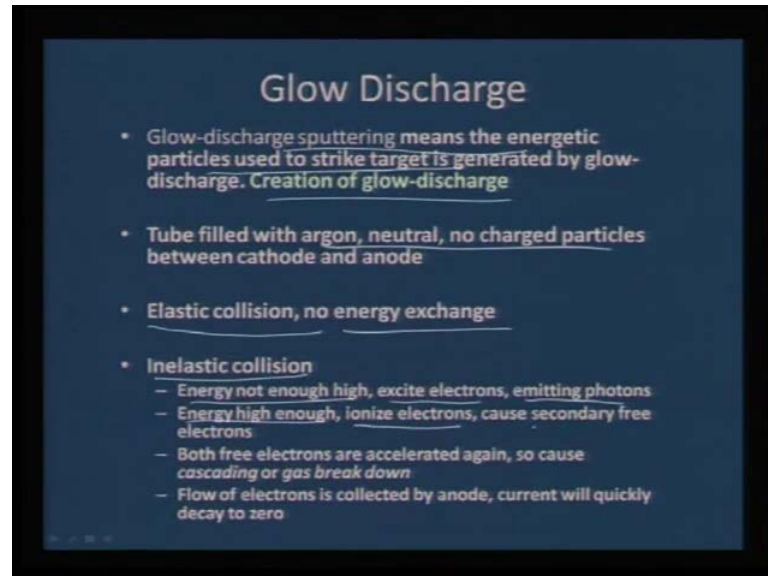 Glow Discharge
• Glow-discharge sputtering means the energetic
particles used to strike target is generated by glow-
discharge. Creation of glow-discharge
• Tube filled with argon, neutral, no charged particles
between cathode and anode
• Elastic collision, no energy exchange
• Inelastic collision
– Energy not enough high, excite electrons, emitting photons
– Energy high enough, ionize electrons, cause secondary free
electrons
– Both free electrons are accelerated again, so cause
cascading or gas break down
– Flow of electrons is collected by anode, current will quickly
decay to zero